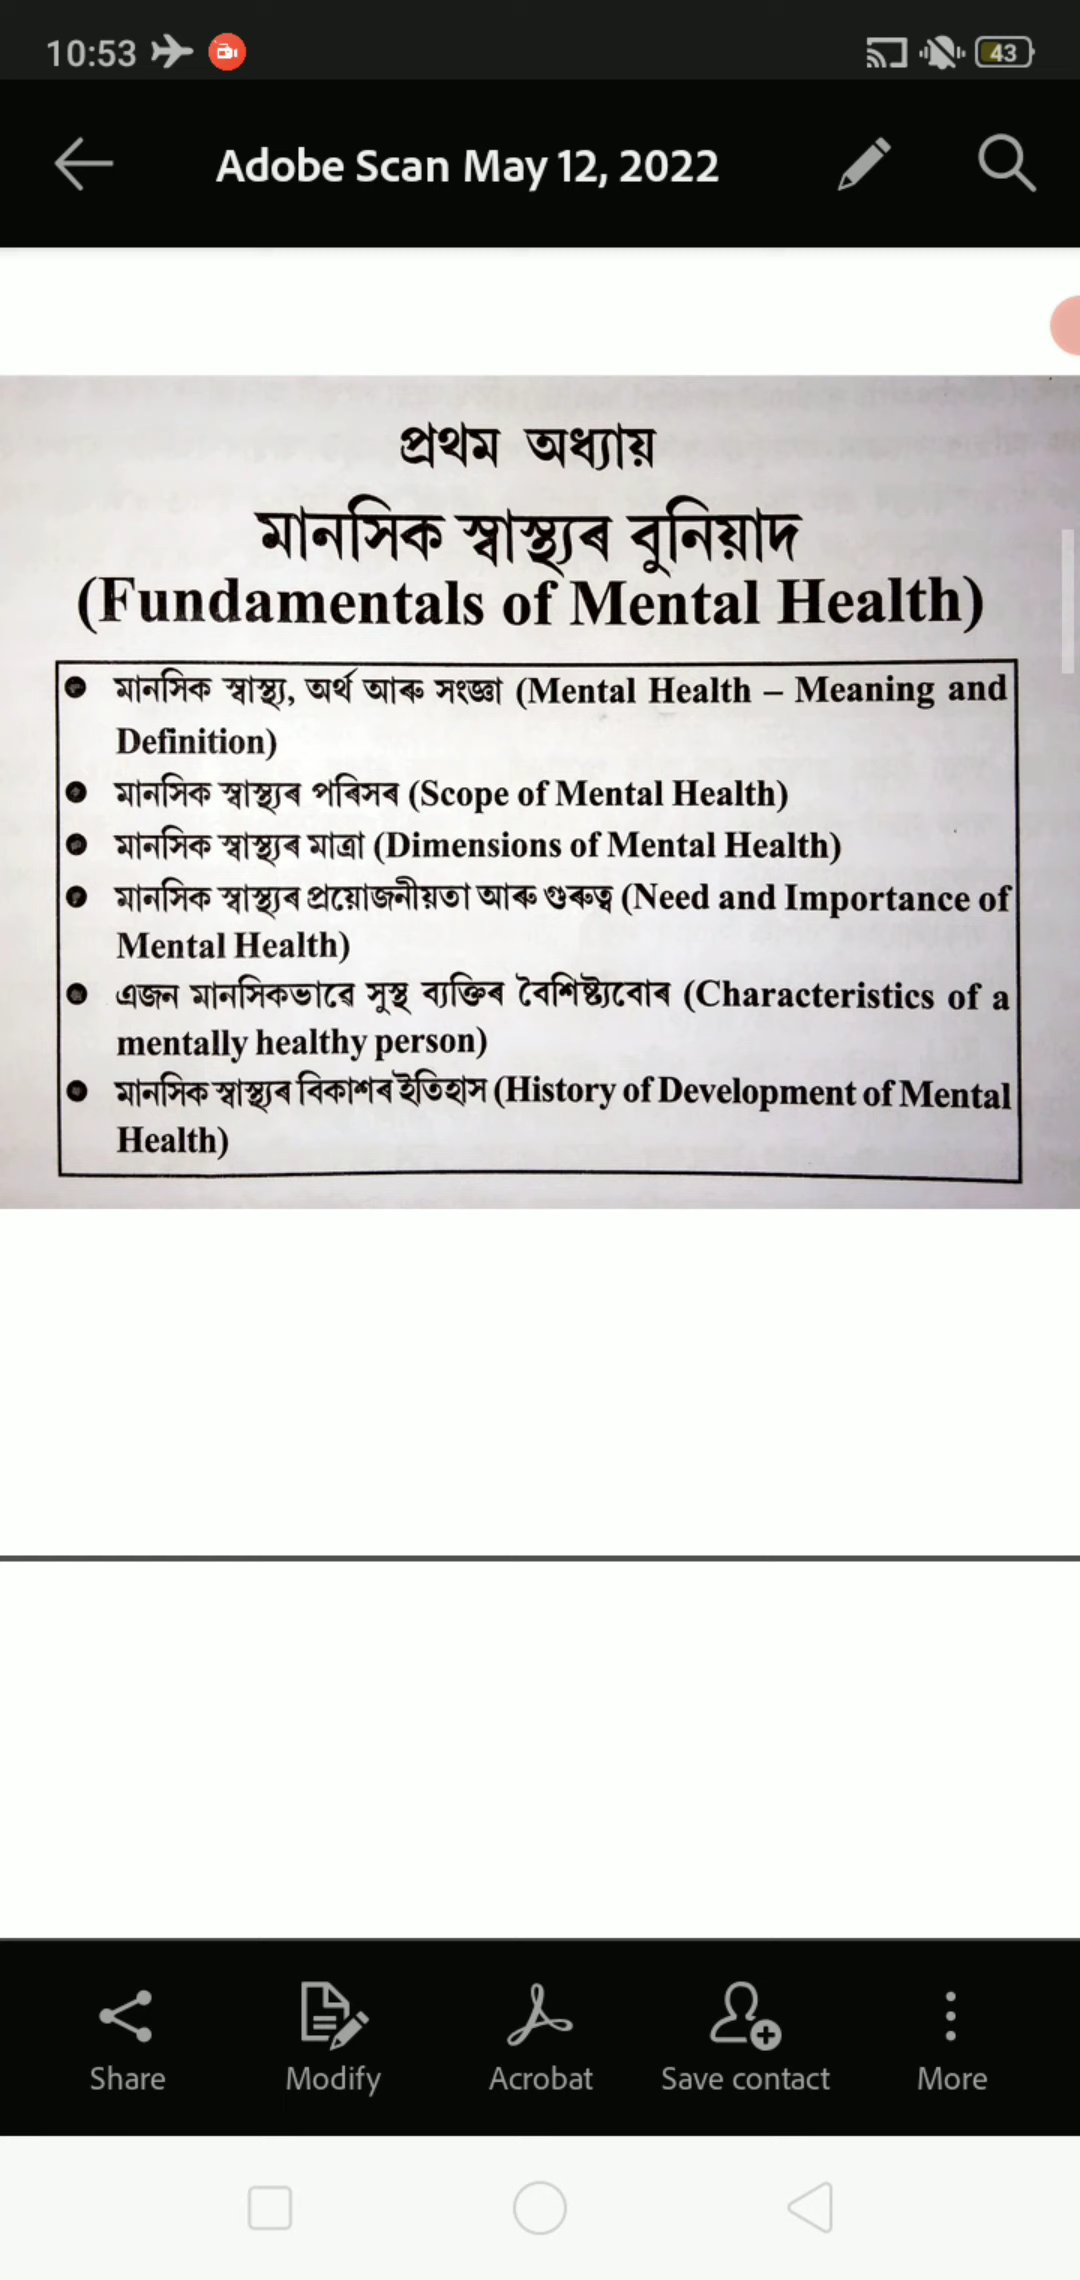 10:53
43
Adobe Scan May 12, 2022
প্ৰথম অধ্যায়
মানসিক স্বাস্থ্যৰ বুনিয়াদ
(Fundamentals of Mental Health)
মানসিক স্বাস্থ্য, অৰ্থ আৰু সংজ্ঞা (Mental Health – Meaning and
Definition)
মানসিক স্বাস্থ্যৰ পৰিসৰ (Scope of Mental Health)
মানসিক স্বাস্থ্যৰ মাত্ৰা (Dimensions of Mental Health)
মানসিক স্বাস্থ্যৰ প্ৰয়োজনীয়তা আৰু গুৰুত্ব (Need and Importance of
Mental Health)
এজন মানসিকভাৱে সুস্থ ব্যক্তিৰ বৈশিষ্ট্যবোৰ (Characteristics of a
mentally healthy person)
মানসিক স্বাস্থ্যৰ বিকাশৰ ইতিহাস (History of Development of Mental
Health)
Share Modify Acrobat Save contact More